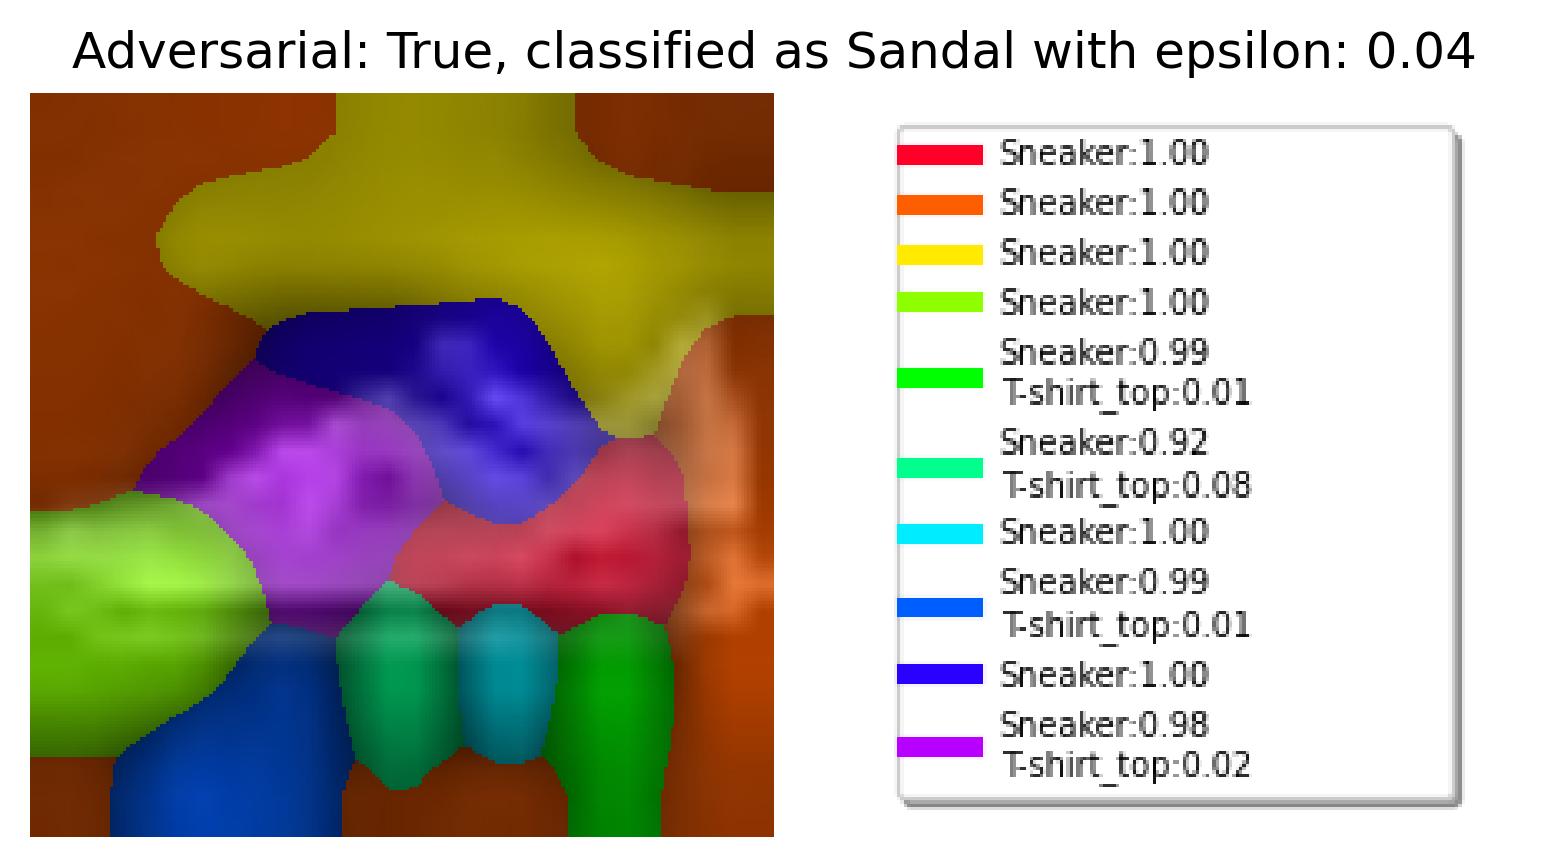 Adversarial: True, classified as Sandal with epsilon: 0.04
Sneaker:1.00
Sneaker:1.00
Sneaker:1.00
Sneaker:1.00
Sneaker:0.99
T-shirt_top:0.01
Sneaker:0.92
T-shirt_top:0.08
Sneaker:1.00
Sneaker:0.99
T-shirt_top:0.01
Sneaker:1.00
Sneaker:0.98
T-shirt_top:0.02